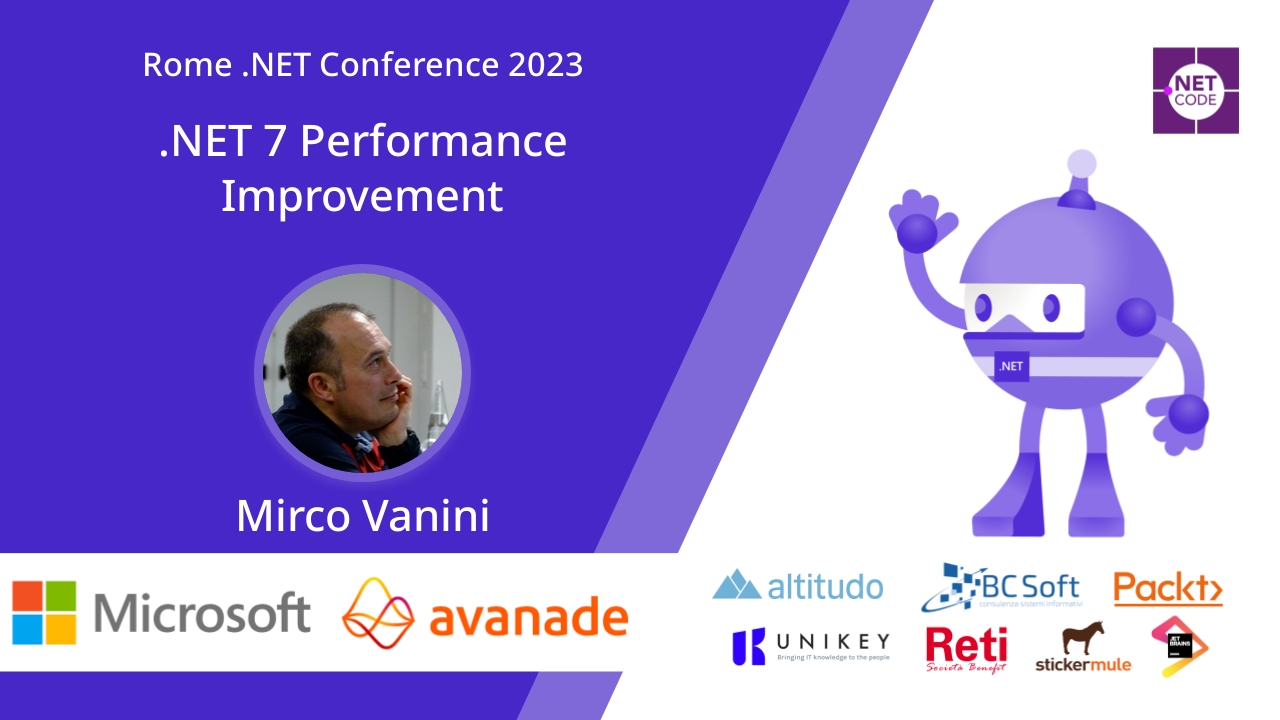 Rome .NET Conference 2023
.NET 7 Performance
Improvement
Mirco Vanini
.NET
CODE
.NET
Microsoft
avanade
altitudo
BC Soft
consulenza sistemi informativi
Packt>
UNIKEY
Bringing IT knowledge to the people
Reti
Società Benefit
stickermule
JET
BRAINS